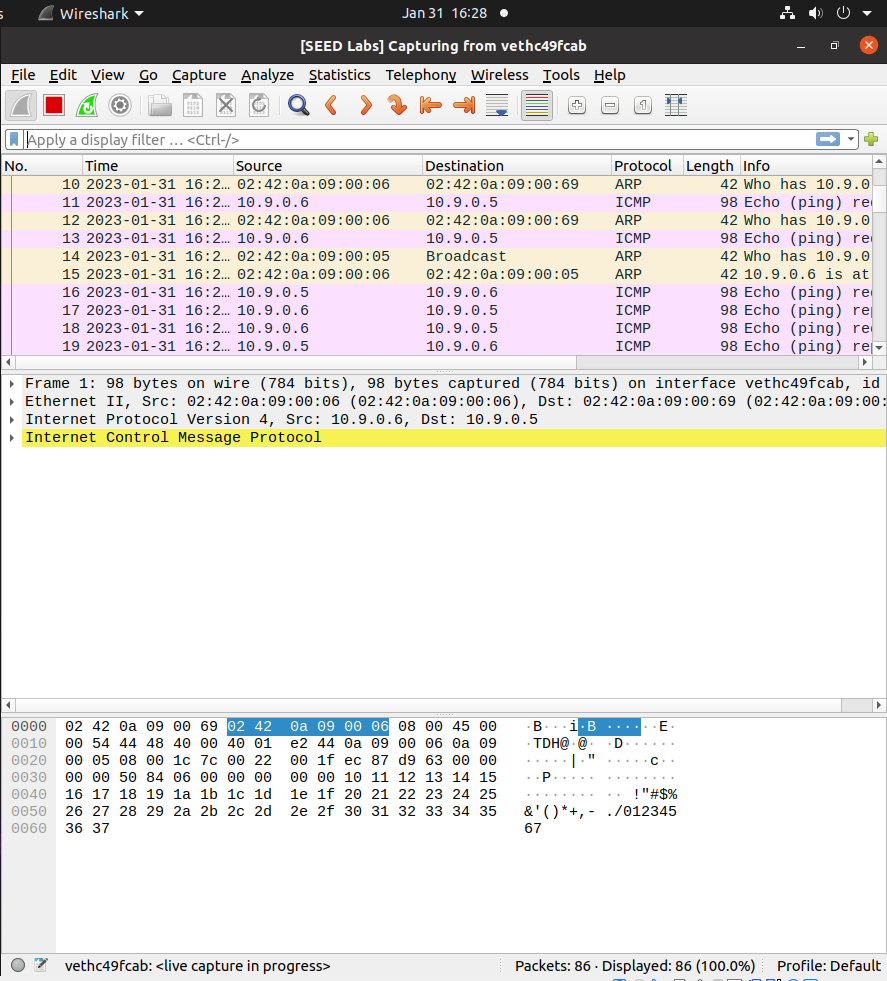 Wireshark
Jan 31 16:28
[SEED Labs] Capturing from vethc49fcab
File Edit View Go Capture Analyze Statistics Telephony Wireless Tools Help
Apply a display filter … <Ctrl-/>
No. Time Source Destination Protocol Length Info
10 2023-01-31 16:2… 02:42:0a:09:00:06 02:42:0a:09:00:69 ARP 42 Who has 10.9.0
11 2023-01-31 16:2… 10.9.0.6 10.9.0.5 ICMP 98 Echo (ping) re
12 2023-01-31 16:2… 02:42:0a:09:00:06 02:42:0a:09:00:69 ARP 42 Who has 10.9.0
13 2023-01-31 16:2… 10.9.0.6 10.9.0.5 ICMP 98 Echo (ping) re
14 2023-01-31 16:2… 02:42:0a:09:00:05 Broadcast ARP 42 Who has 10.9.0
15 2023-01-31 16:2… 02:42:0a:09:00:06 02:42:0a:09:00:05 ARP 42 10.9.0.6 is at
16 2023-01-31 16:2… 10.9.0.5 10.9.0.6 ICMP 98 Echo (ping) re
17 2023-01-31 16:2… 10.9.0.6 10.9.0.5 ICMP 98 Echo (ping) re
18 2023-01-31 16:2… 10.9.0.6 10.9.0.5 ICMP 98 Echo (ping) re
19 2023-01-31 16:2… 10.9.0.5 10.9.0.6 ICMP 98 Echo (ping) re
Frame 1: 98 bytes on wire (784 bits), 98 bytes captured (784 bits) on interface vethc49fcab, id
Ethernet II, Src: 02:42:0a:09:00:06 (02:42:0a:09:00:06), Dst: 02:42:0a:09:00:69 (02:42:0a:09:00:
Internet Protocol Version 4, Src: 10.9.0.6, Dst: 10.9.0.5
Internet Control Message Protocol
0000 02 42 0a 09 00 69 02 42 0a 09 00 06 08 00 45 00 ·B···i·B ······E·
0010 00 54 44 48 40 00 40 01 e2 44 0a 09 00 06 0a 09 ·TDH@·@· ·D······
0020 00 05 08 00 1c 7c 00 22 00 1f ec 87 d9 63 00 00 ·····|·" ·····c··
0030 00 00 50 84 06 00 00 00 00 00 10 11 12 13 14 15 ··P····· ········
0040 16 17 18 19 1a 1b 1c 1d 1e 1f 20 21 22 23 24 25 ········ ·· !"#$%
0050 26 27 28 29 2a 2b 2c 2d 2e 2f 30 31 32 33 34 35 &'()*+,- ./012345
0060 36 37 67
vethc49fcab: <live capture in progress>
Packets: 86 · Displayed: 86 (100.0%)
Profile: Default